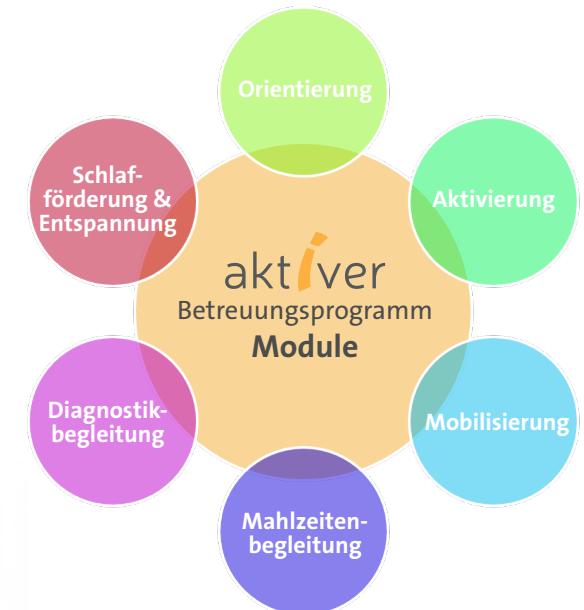 Orientierung
Aktivierung
Mobilisierung
Mahlzeiten-
begleitung
Diagnostik-
begleitung
Schlaf-
förderung &
Entspannung
aktiver
Betreuungsprogramm
Module